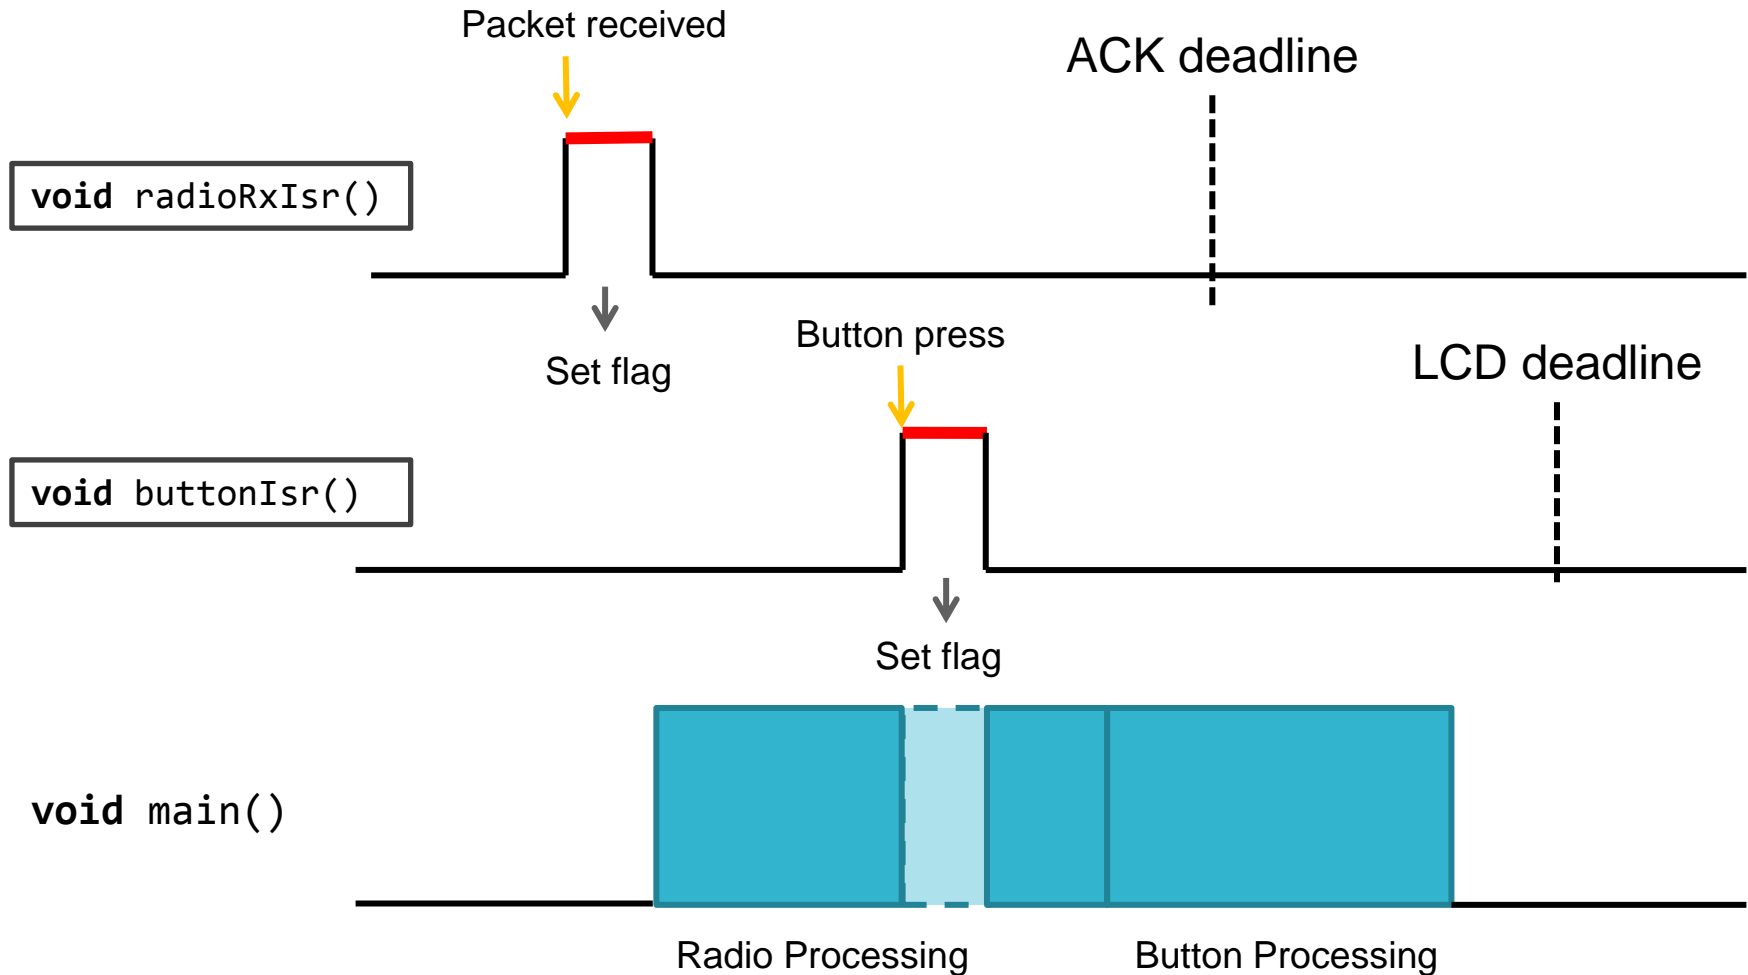 Packet received
ACK deadline
void radioRxIsr()
Set flag
Button press
LCD deadline
void buttonIsr()
Set flag
void main()
Radio Processing
Button Processing